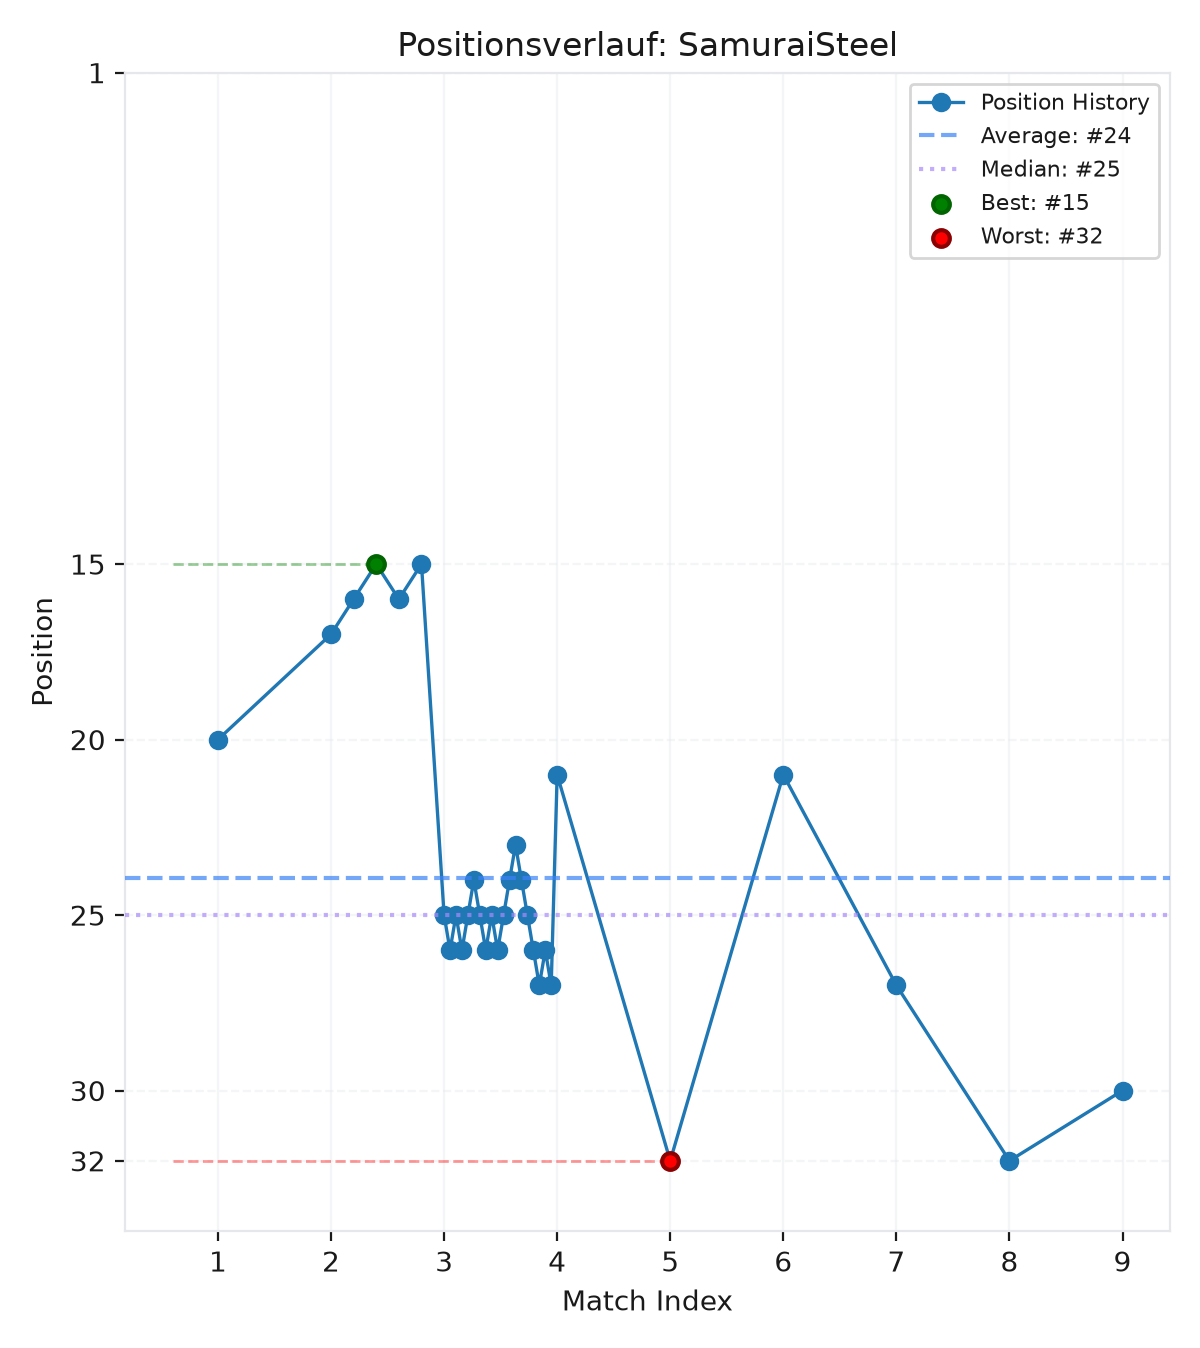 Positionsverlauf: SamuraiSteel
Position History
Average: #24
Median: #25
Best: #15
Worst: #32
Position
1
15
20
25
30
32
1 2 3 4 5 6 7 8 9
Match Index